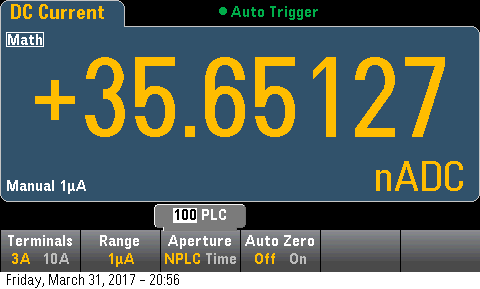 DC Current
Auto Trigger
Math
+35.65127
nADC
Manual 1µA
100 PLC
Terminals Range Aperture Auto Zero
3A 10A 1µA NPLC Time Off On
Friday, March 31, 2017 - 20:56